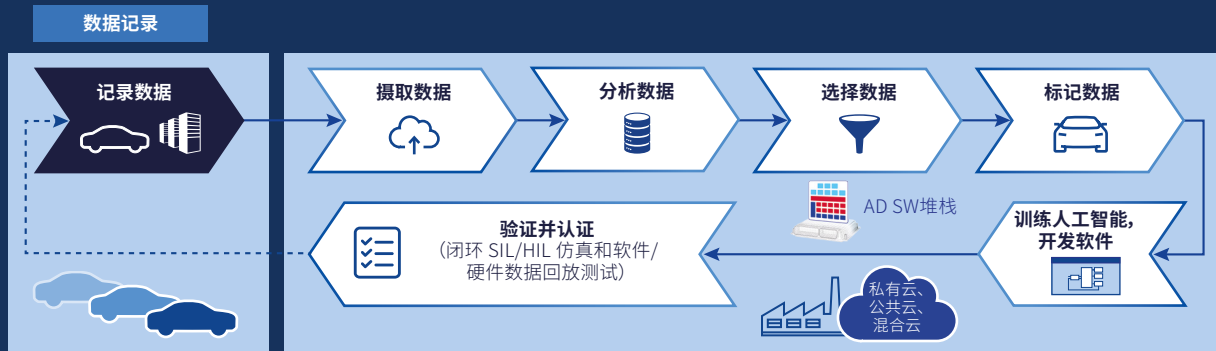 数据记录
记录数据
摄取数据
分析数据
选择数据
标记数据
训练人工智能,
开发软件
AD SW堆栈
验证并认证
(闭环 SIL/HIL 仿真和软件/
硬件数据回放测试)
私有云、
公共云、
混合云